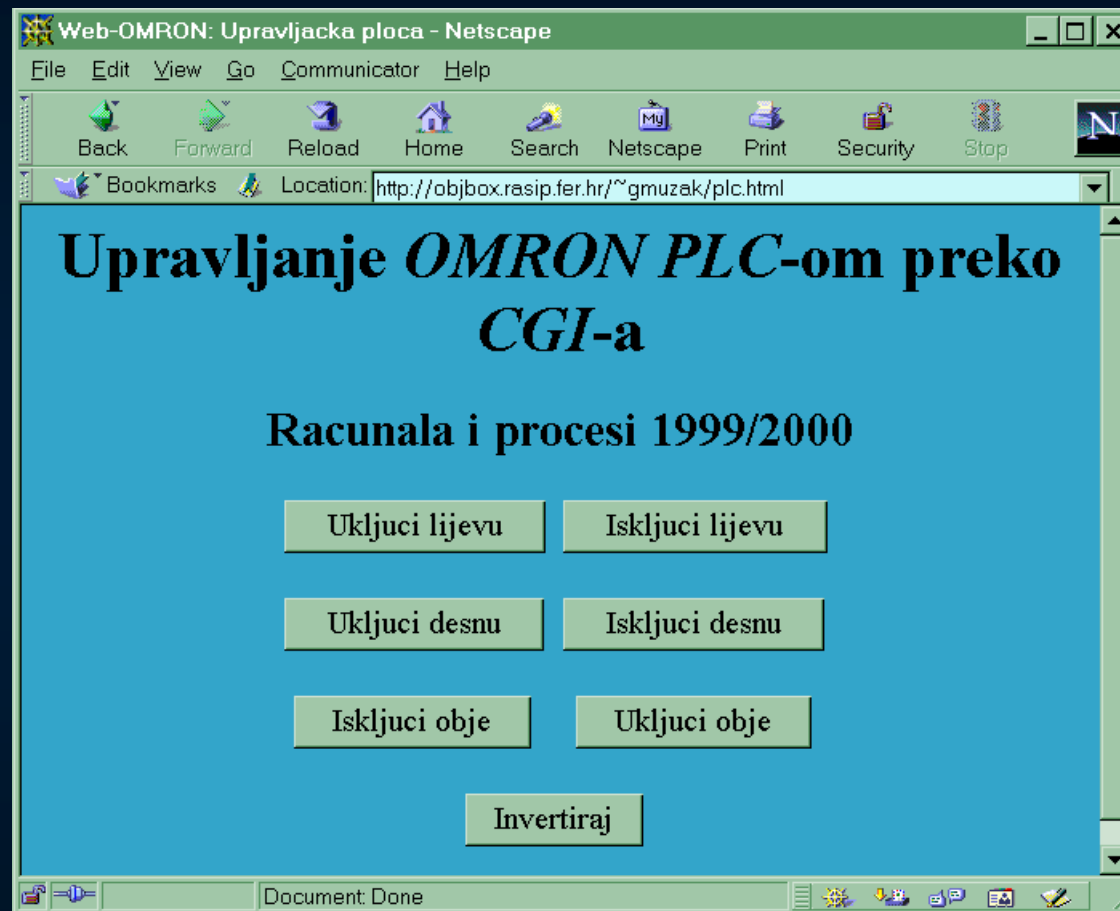 Web-OMRON: Upravljacka ploca - Netscape
File Edit View Go Communicator Help
My
N
Back Forward Reload Home Search Netscape Print Security Stop
Bookmarks Location: http://objbox.rasip.fer.hr/~gmuzak/plc.html
Upravljanje OMRON PLC-om preko
CGI-a
Racunala i procesi 1999/2000
Ukljuci lijevu Iskljuci lijevu
Ukljuci desnu Iskljuci desnu
Iskljuci obje Ukljuci obje
Invertiraj
Document: Done